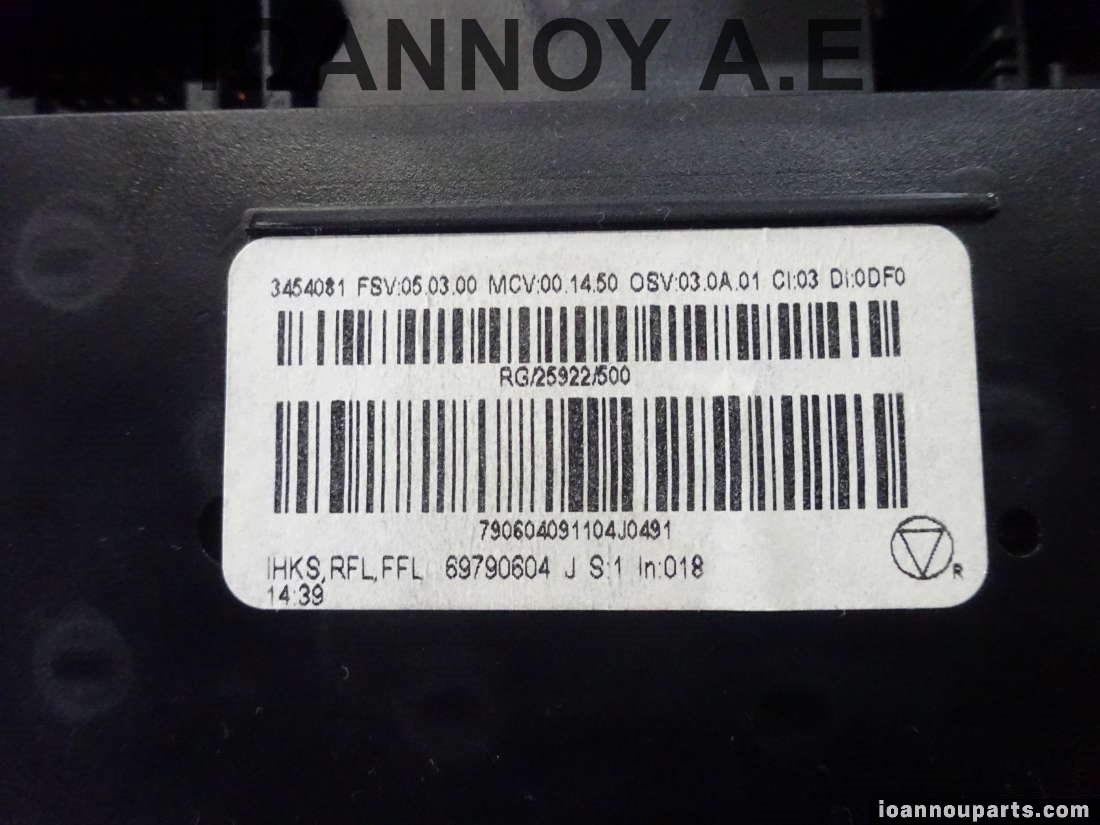 IOANNOY A.E
3454081 FSV:05.03.00 MCV:00.14.50 OSV:03.0A.01 CI:03 DI:0DF0
RG/25922/500
790604091104J0491
IHKS,RFL,FFL 69790604 J S:1 In:018
14:39
R
ioannouparts.com